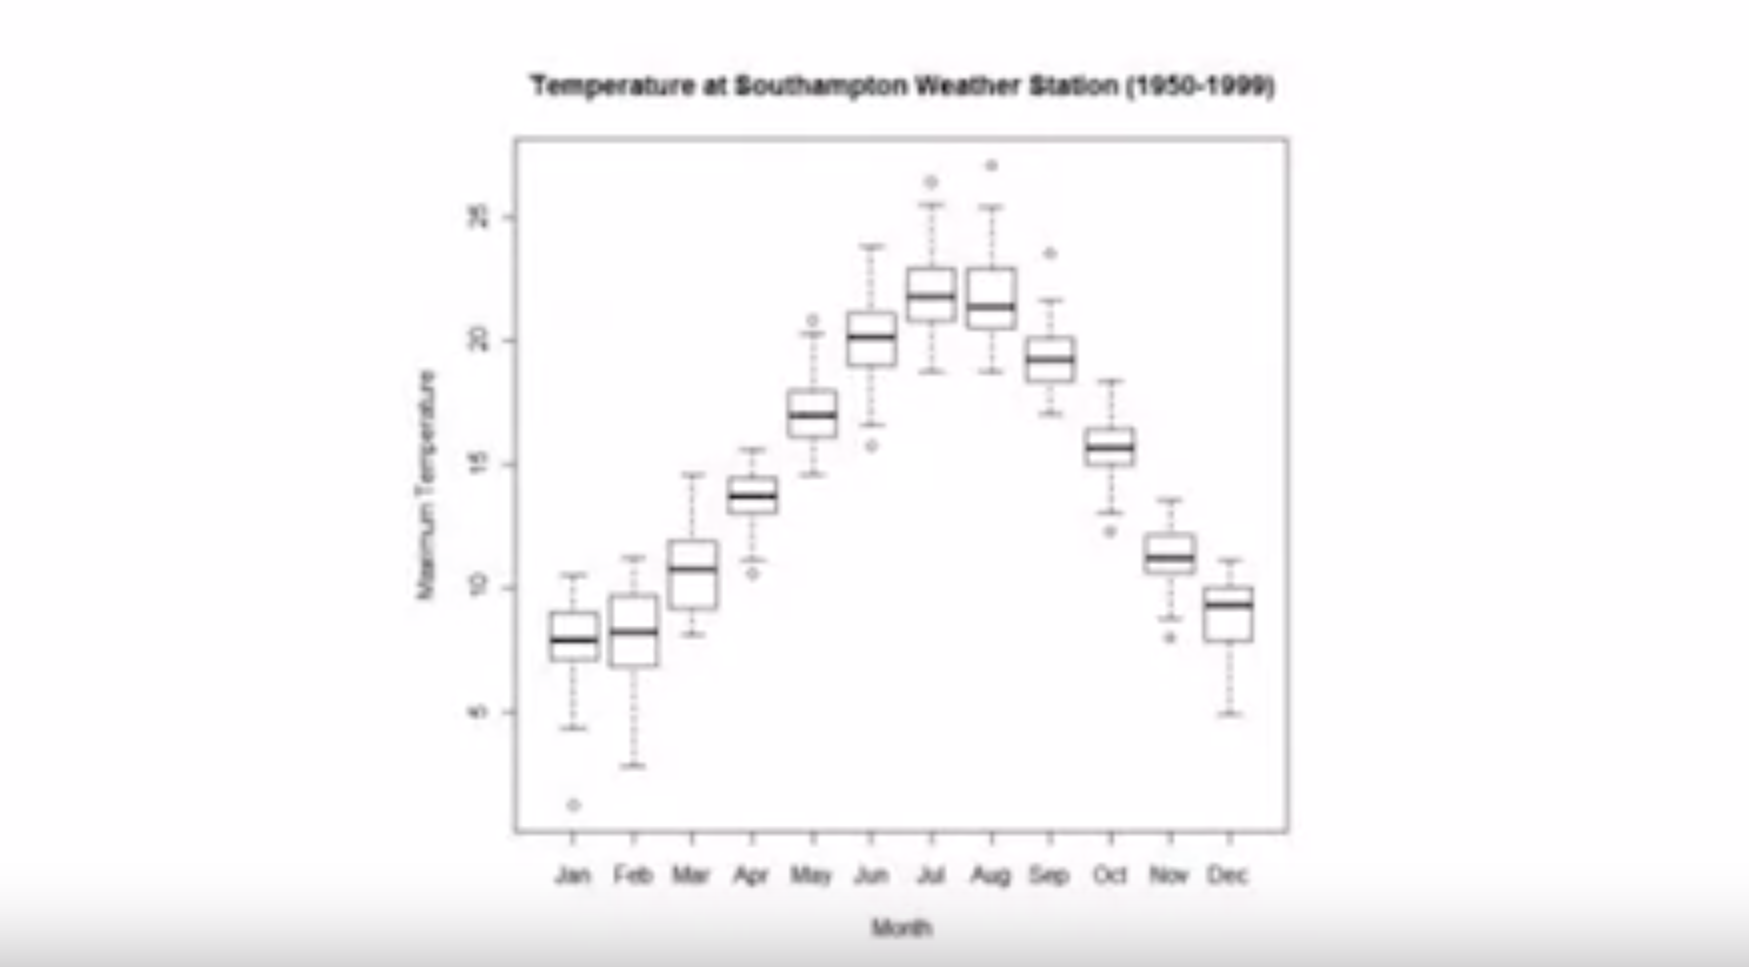 Temperature at Southampton Weather Station (1950-1999)
Maximum Temperature
25
20
15
10
5
Jan Feb Mar Apr May Jun Jul Aug Sep Oct Nov Dec
Month